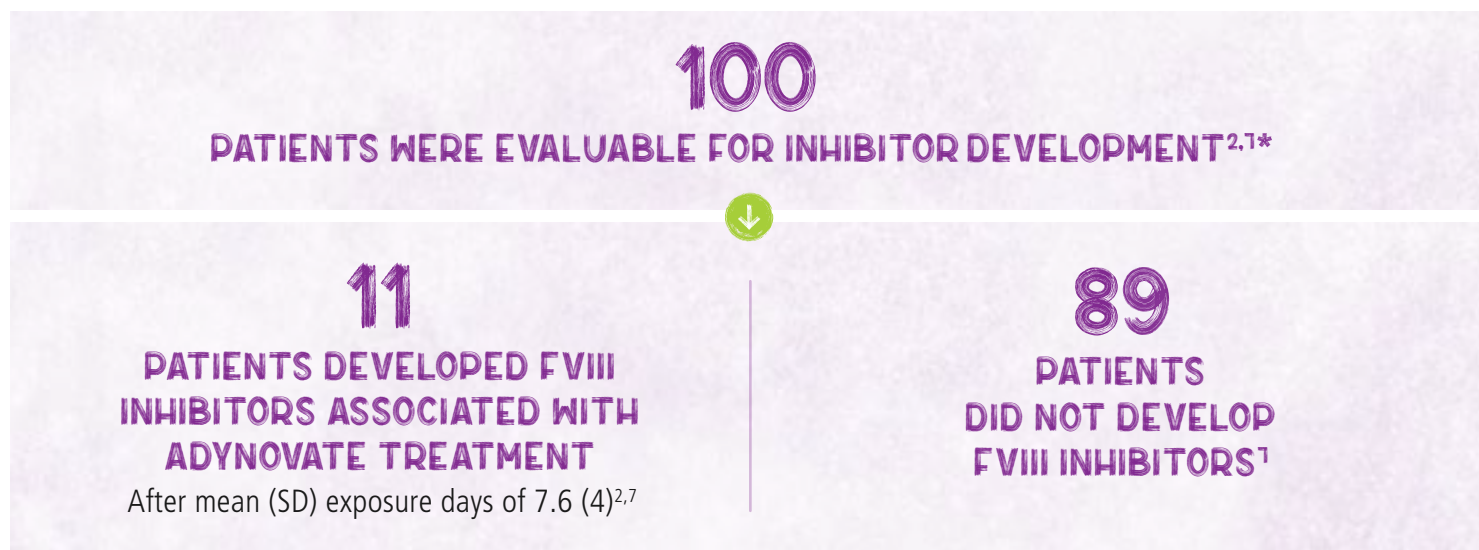 100
PATIENTS WERE EVALUABLE FOR INHIBITOR DEVELOPMENT2,7*
11
PATIENTS DEVELOPED FVIII
INHIBITORS ASSOCIATED WITH
ADYNOVATE TREATMENT
After mean (SD) exposure days of 7.6 (4)2,7
89
PATIENTS
DID NOT DEVELOP
FVIII INHIBITORS7